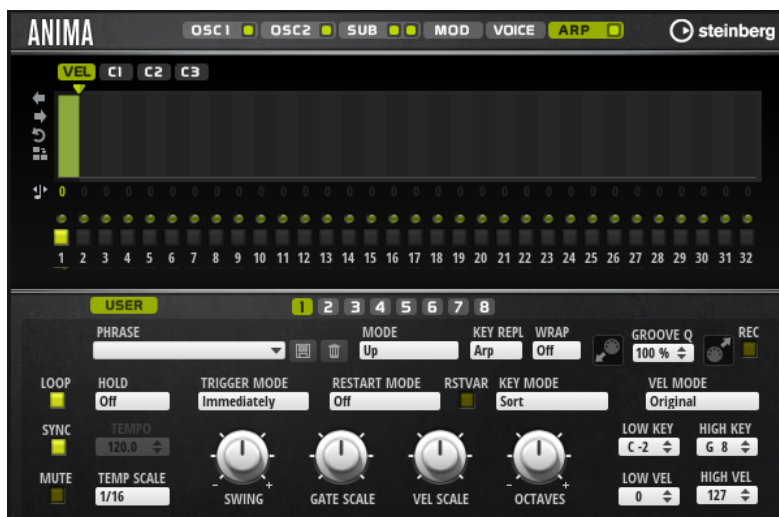 ANIMA OSC1 OSC2 SUB MOD VOICE ARP steinberg
VEL C1 C2 C3
0 0 0 0 0 0 0 0 0 0 0 0 0 0 0 0 0 0 0 0 0 0 0 0 0 0 0 0 0 0 0 0
1 2 3 4 5 6 7 8 9 10 11 12 13 14 15 16 17 18 19 20 21 22 23 24 25 26 27 28 29 30 31 32
USER 1 2 3 4 5 6 7 8
PHRASE MODE KEY REPL WRAP GROOVE Q REC
Up Arp Off 100 %
LOOP HOLD TRIGGER MODE RESTART MODE RSTVAR KEY MODE VEL MODE
Off Immediately Off Sort Original
SYNC TEMPO LOW KEY HIGH KEY
120.0 C -2 G 8
MUTE TEMP SCALE - + - + - + - + LOW VEL HIGH VEL
1/16 SWING GATE SCALE VEL SCALE OCTAVES 0 127